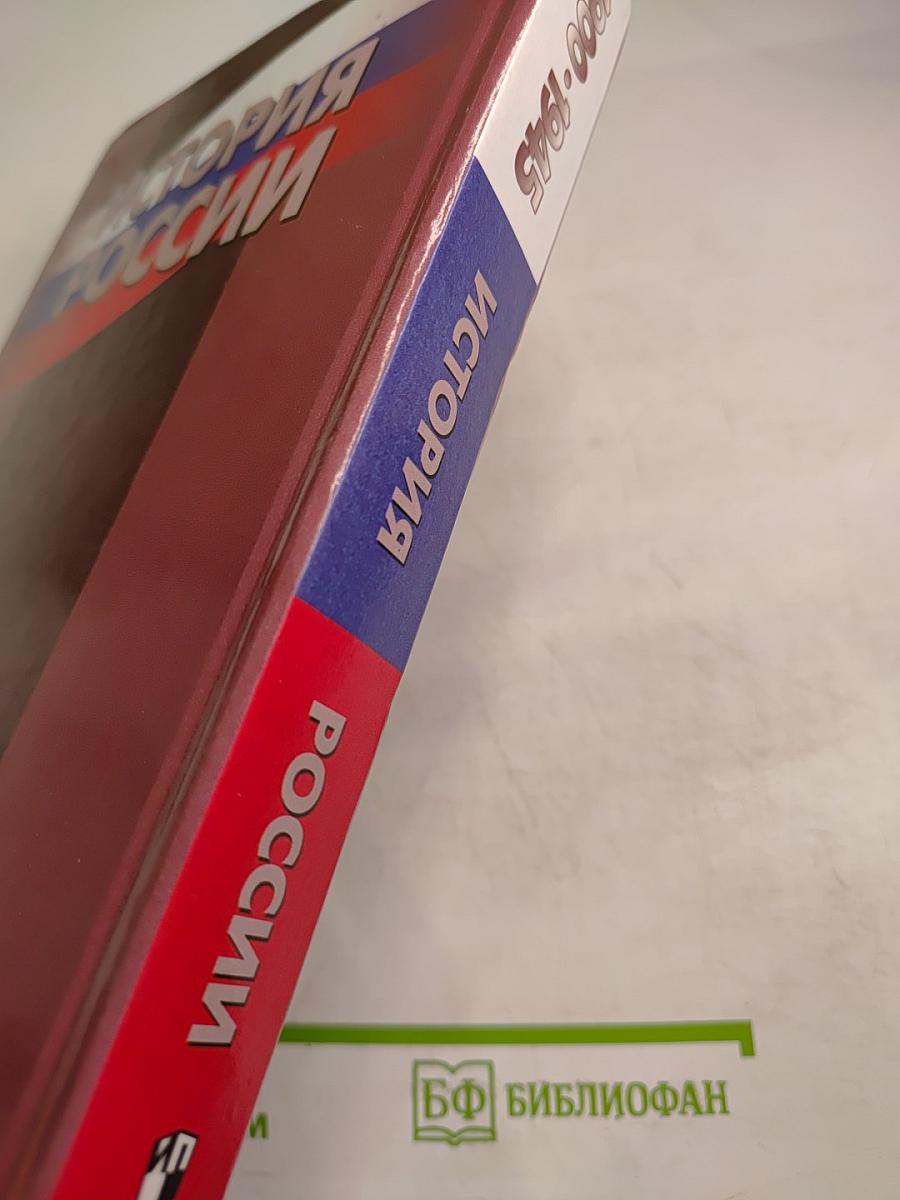 ИСТОРИЯ
РОССИИ
1900·1945
ИСТОРИЯ
РОССИИ
БФ БИБЛИОФАН